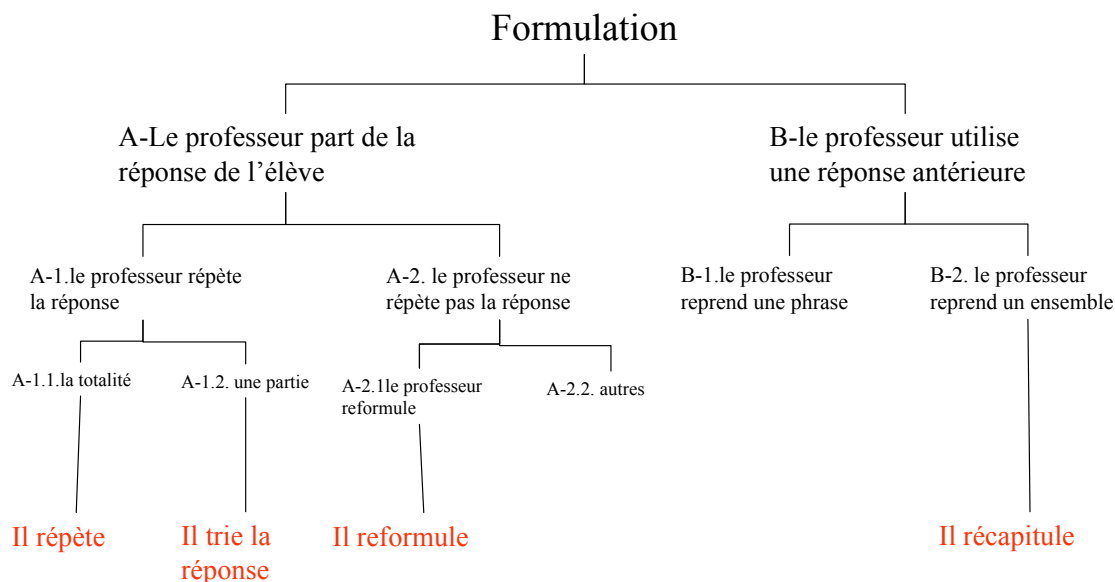 Formulation
A-Le professeur part de la
réponse de l’élève
B-le professeur utilise
une réponse antérieure
A-1.le professeur répète
la réponse
A-2. le professeur ne
répète pas la réponse
B-1.le professeur
reprend une phrase
B-2. le professeur
reprend un ensemble
A-1.1.la totalité
A-1.2. une partie
A-2.1le professeur
reformule
A-2.2. autres
Il répète
Il trie la
réponse
Il reformule
Il récapitule